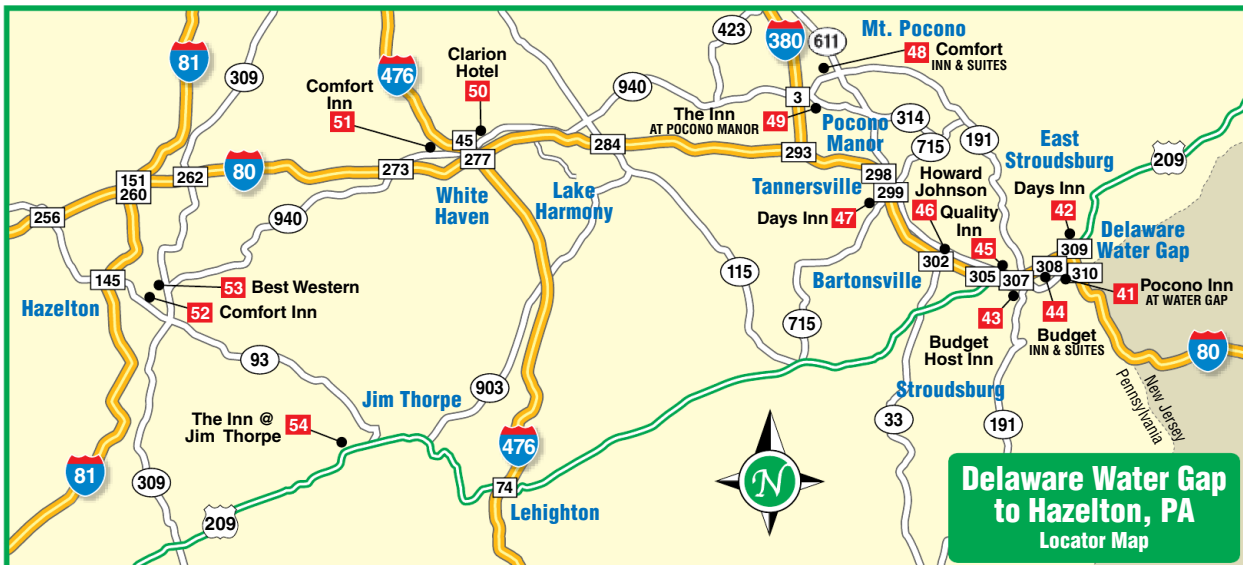 423
380
611
Mt. Pocono
48
Comfort
INN & SUITES
81
309
476
Clarion
Hotel
50
Comfort
Inn
51
940
3
The Inn
AT POCONO MANOR
49
Pocono
Manor
314
715
191
East
Stroudsburg
209
45
277
284
293
298
299
151
260
262
80
273
White
Haven
Lake
Harmony
Tannersville
Howard
Johnson
46
Quality
Inn
45
Days Inn
42
Days Inn
47
256
940
Delaware
Water Gap
309
302
305
307
308
310
145
53
Best Western
52
Comfort Inn
Hazelton
115
Bartonsville
Pocono Inn
AT WATER GAP
41
43
44
Budget
Host Inn
Budget
INN & SUITES
715
80
93
903
Jim Thorpe
Stroudsburg
New Jersey
Pennsylvania
The Inn @
Jim Thorpe
54
33
191
476
81
309
209
74
Lehighton
N
Delaware Water Gap
to Hazelton, PA
Locator Map